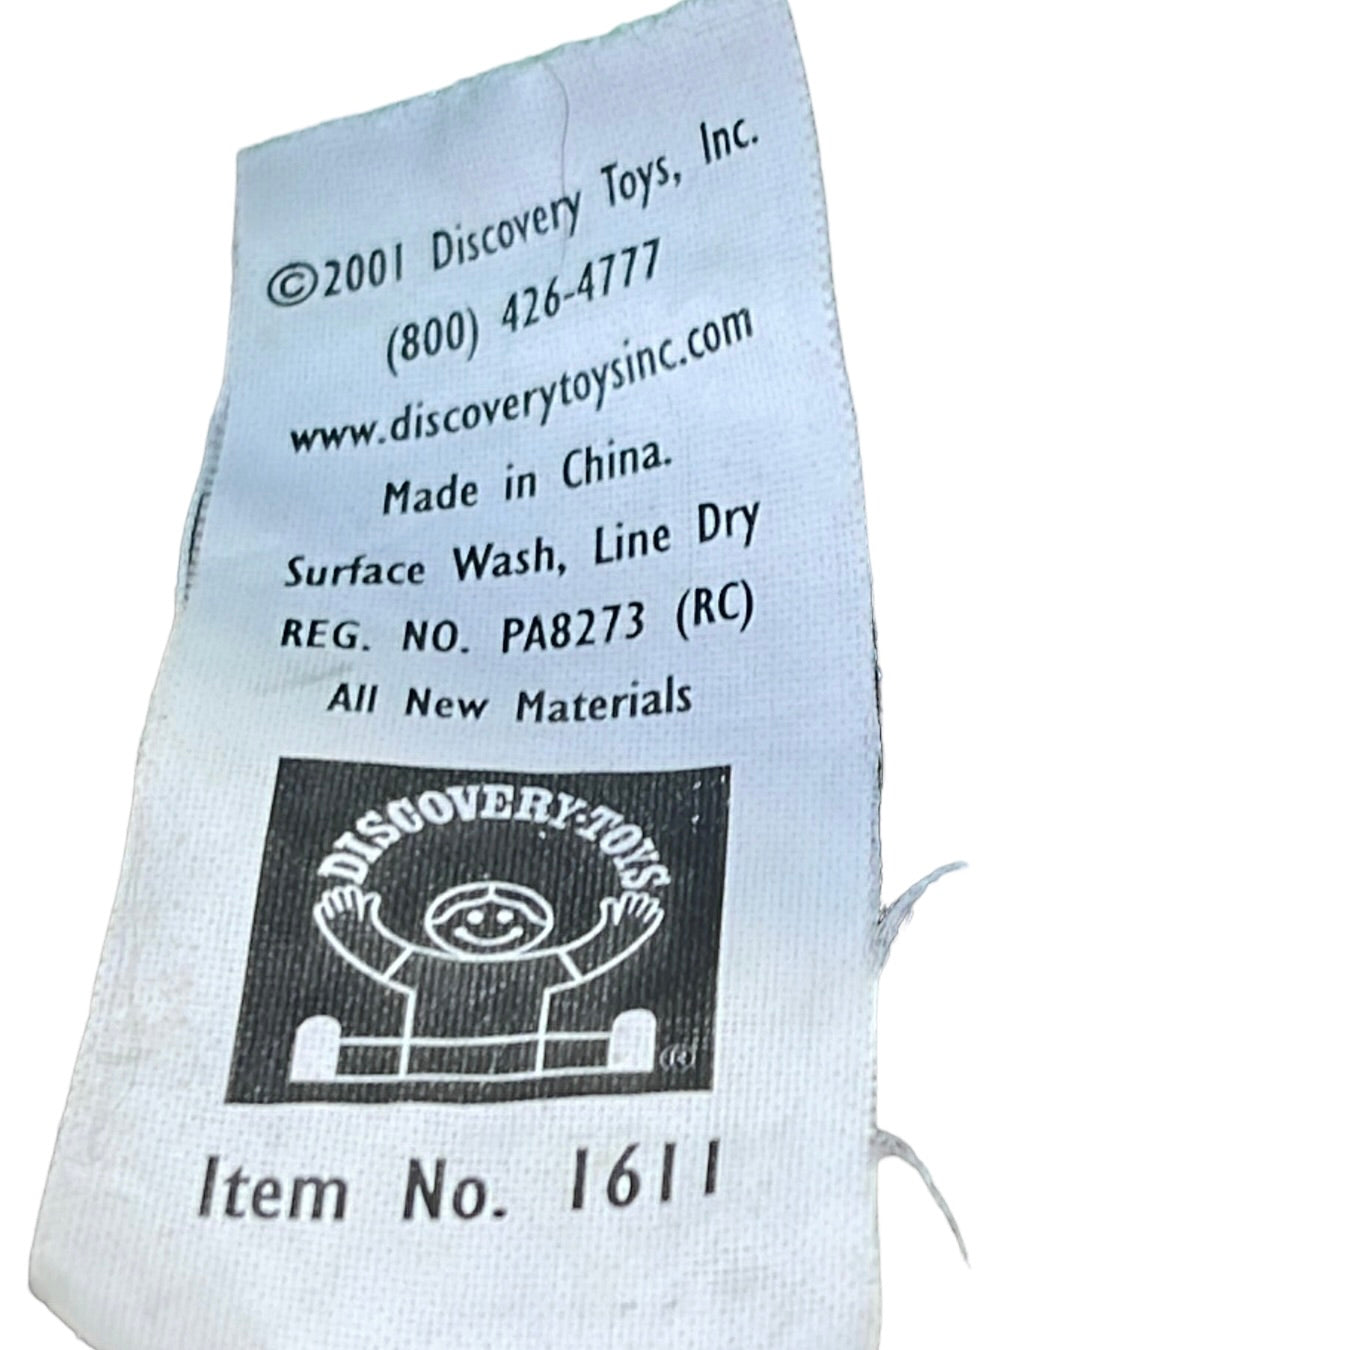 ©2001 Discovery Toys, Inc.
(800) 426-4777
www.discoverytoysinc.com
Made in China.
Surface Wash, Line Dry
REG. NO. PA8273 (RC)
All New Materials
DISCOVERY·TOYS
®
Item No. 1611